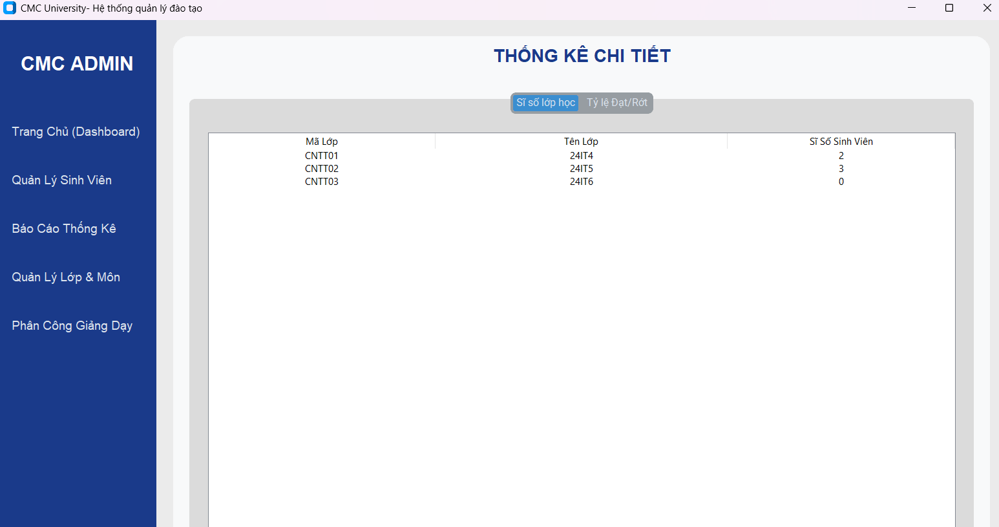 CMC University- Hệ thống quản lý đào tạo
CMC ADMIN
Trang Chủ (Dashboard)
Quản Lý Sinh Viên
Báo Cáo Thống Kê
Quản Lý Lớp & Môn
Phân Công Giảng Dạy
THỐNG KÊ CHI TIẾT
Sĩ số lớp học Tỷ lệ Đạt/Rớt
Mã Lớp Tên Lớp Sĩ Số Sinh Viên
CNTT01 24IT4 2
CNTT02 24IT5 3
CNTT03 24IT6 0